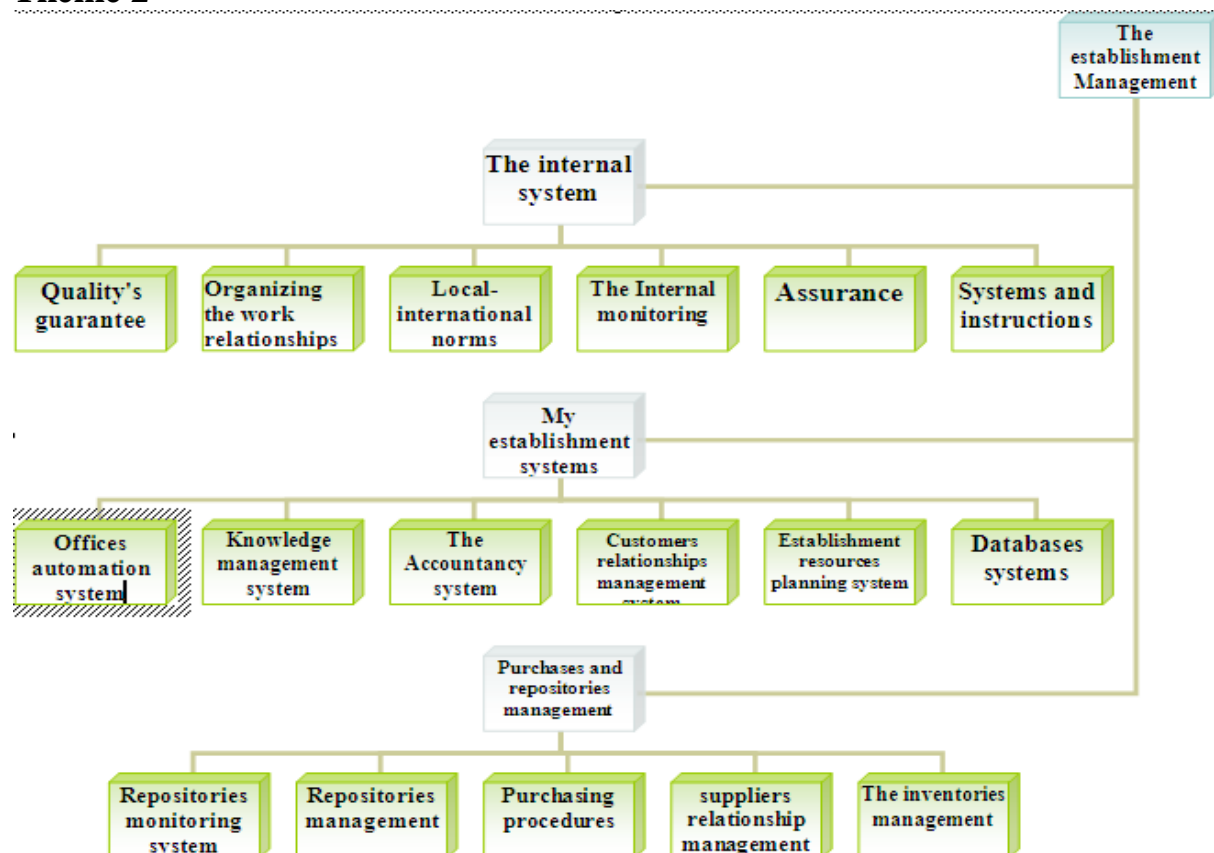 The
establishment
Management
The internal
system
Quality's
guarantee
Organizing
the work
relationships
Local-
international
norms
The Internal
monitoring
Assurance
Systems and
instructions
My
establishment
systems
Offices
automation
system
Knowledge
management
system
The
Accountancy
system
Customers
relationships
management
Establishment
resources
planning system
Databases
systems
Purchases and
repositories
management
Repositories
monitoring
system
Repositories
management
Purchasing
procedures
suppliers
relationship
management
The inventories
management